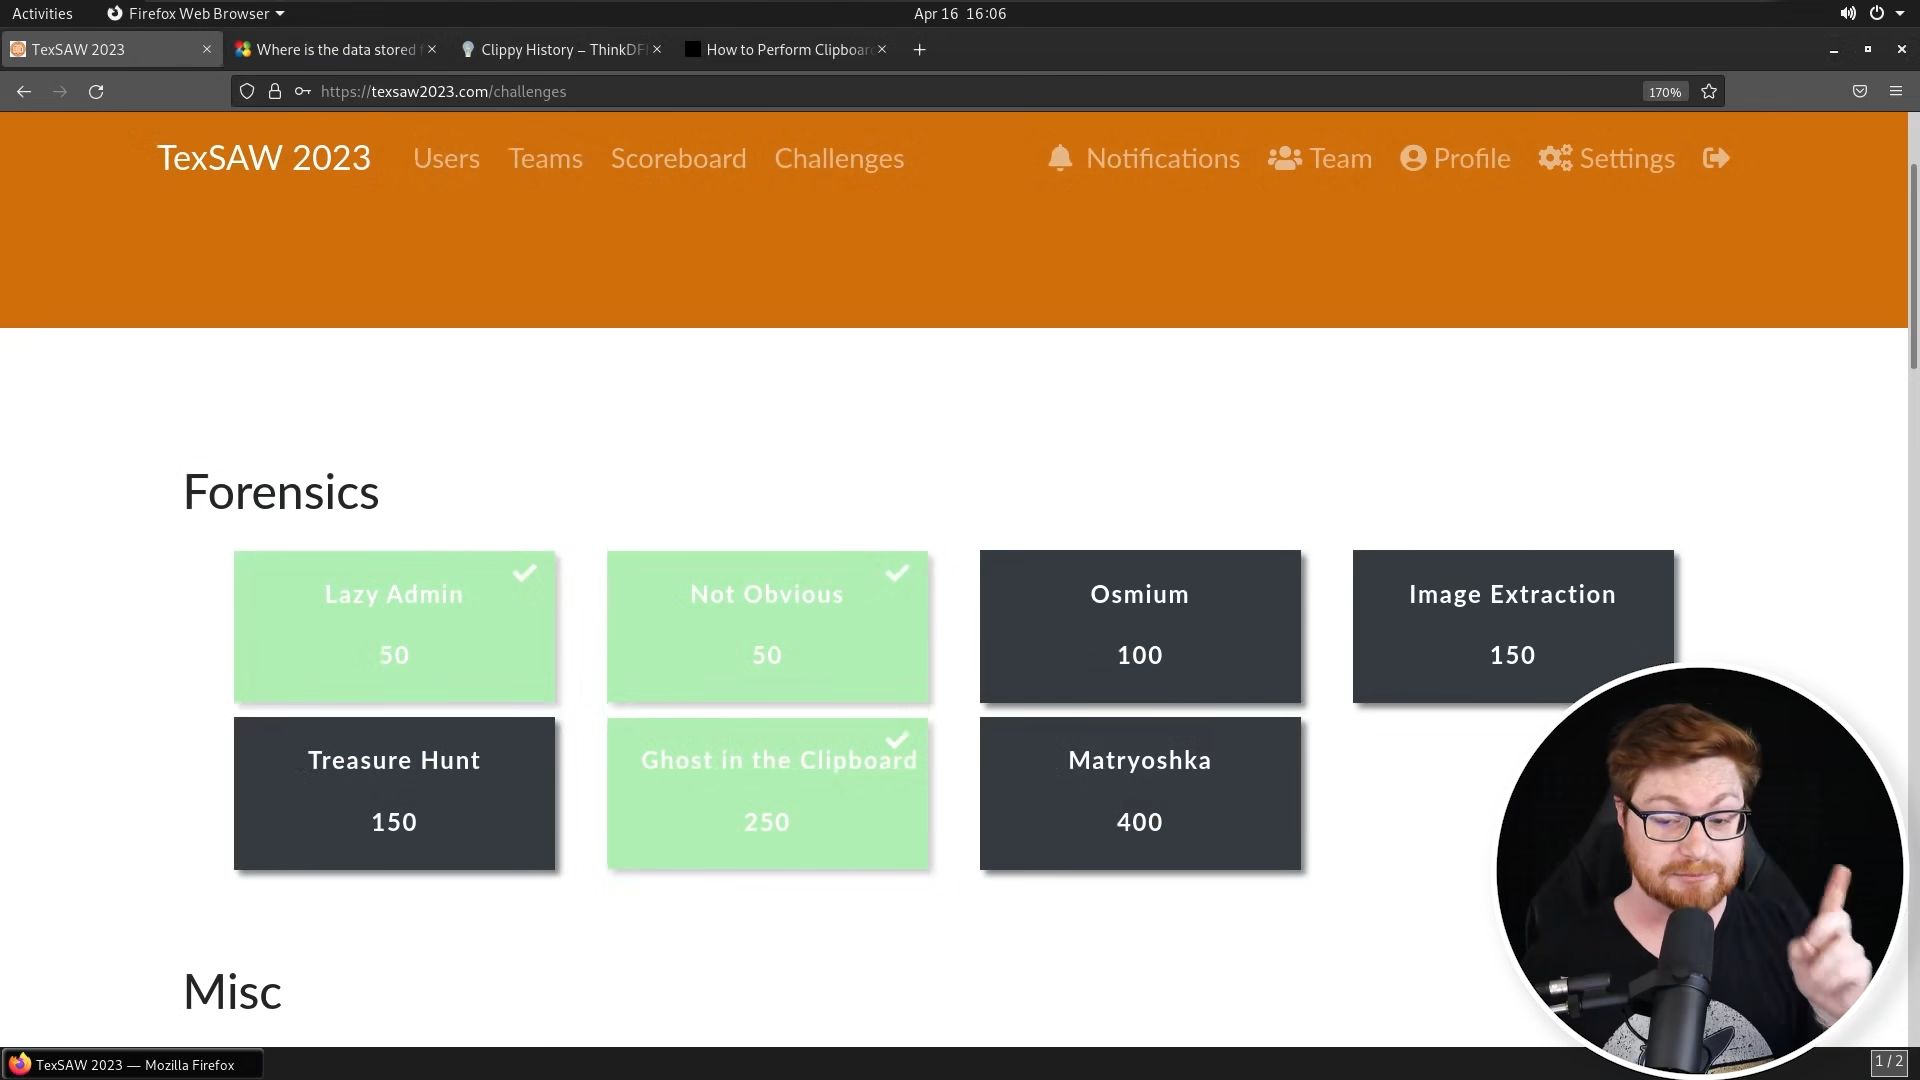 Activities Firefox Web Browser Apr 16 16:06
TexSAW 2023 Where is the data stored Clippy History – ThinkDF How to Perform Clipboar
https://texsaw2023.com/challenges 170%
TexSAW 2023 Users Teams Scoreboard Challenges Notifications Team Profile Settings
Forensics
Lazy Admin Not Obvious Osmium Image Extraction
50 50 100 150
Treasure Hunt Ghost in the Clipboard Matryoshka
150 250 400
Misc
TexSAW 2023 — Mozilla Firefox 1 / 2